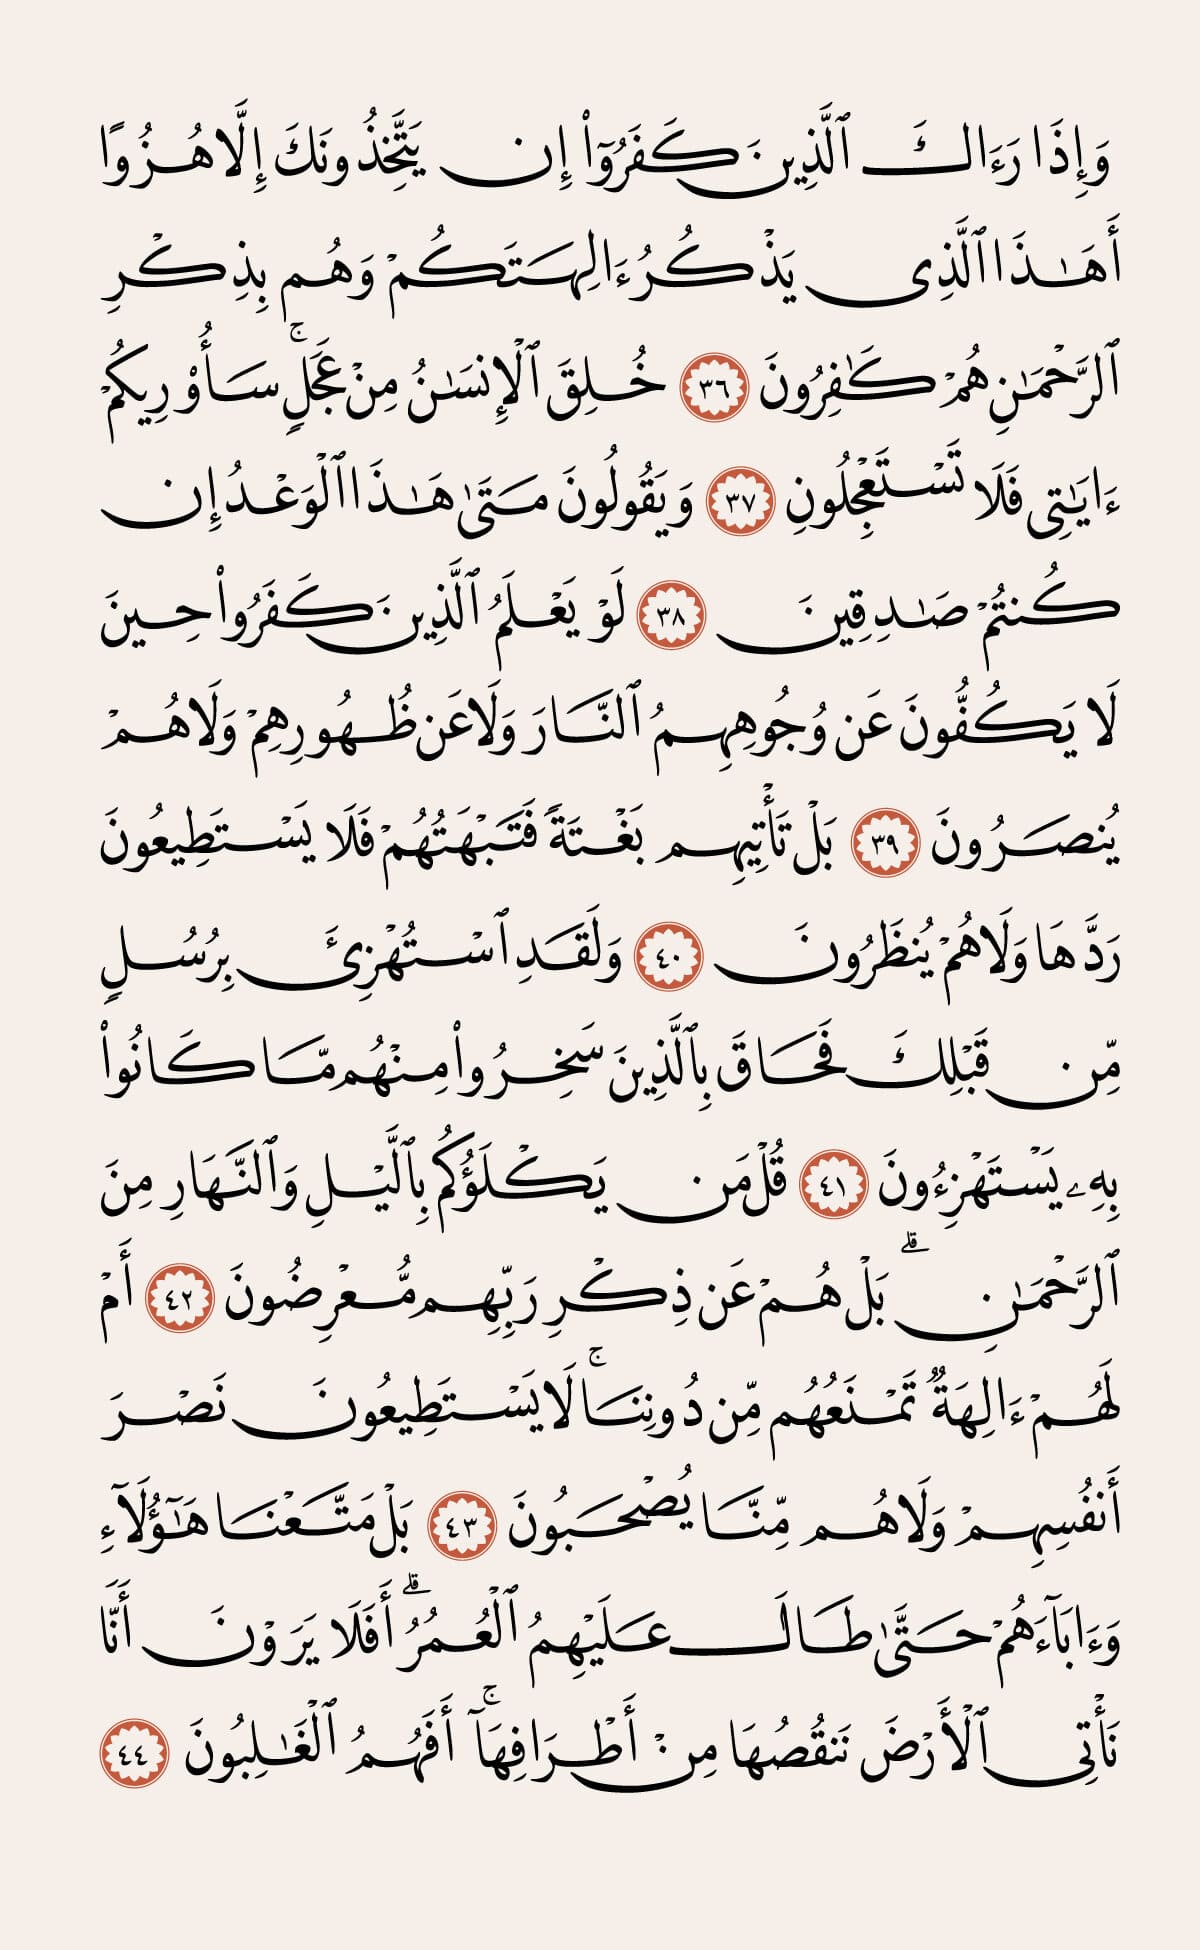 وَإِذَا رَءَاكَ ٱلَّذِينَ كَفَرُوٓا۟ إِن يَتَّخِذُونَكَ إِلَّا هُزُوًا
أَهَٰذَا ٱلَّذِى يَذْكُرُ ءَالِهَتَكُمْ وَهُم بِذِكْرِ
ٱلرَّحْمَٰنِ هُمْ كَٰفِرُونَ ٣٦ خُلِقَ ٱلْإِنسَٰنُ مِنْ عَجَلٍۚ سَأُو۟رِيكُمْ
ءَايَٰتِى فَلَا تَسْتَعْجِلُونِ ٣٧ وَيَقُولُونَ مَتَىٰ هَٰذَا ٱلْوَعْدُ إِن
كُنتُمْ صَٰدِقِينَ ٣٨ لَوْ يَعْلَمُ ٱلَّذِينَ كَفَرُوا۟ حِينَ
لَا يَكُفُّونَ عَن وُجُوهِهِمُ ٱلنَّارَ وَلَا عَن ظُهُورِهِمْ وَلَا هُمْ
يُنصَرُونَ ٣٩ بَلْ تَأْتِيهِم بَغْتَةً فَتَبْهَتُهُمْ فَلَا يَسْتَطِيعُونَ
رَدَّهَا وَلَا هُمْ يُنظَرُونَ ٤٠ وَلَقَدِ ٱسْتُهْزِئَ بِرُسُلٍ
مِّن قَبْلِكَ فَحَاقَ بِٱلَّذِينَ سَخِرُوا۟ مِنْهُم مَّا كَانُوا۟
بِهِۦ يَسْتَهْزِءُونَ ٤١ قُلْ مَن يَكْلَؤُكُم بِٱلَّيْلِ وَٱلنَّهَارِ مِنَ
ٱلرَّحْمَٰنِۗ بَلْ هُمْ عَن ذِكْرِ رَبِّهِم مُّعْرِضُونَ ٤٢ أَمْ
لَهُمْ ءَالِهَةٌ تَمْنَعُهُم مِّن دُونِنَاۚ لَا يَسْتَطِيعُونَ نَصْرَ
أَنفُسِهِمْ وَلَا هُم مِّنَّا يُصْحَبُونَ ٤٣ بَلْ مَتَّعْنَا هَٰٓؤُلَآءِ
وَءَابَآءَهُمْ حَتَّىٰ طَالَ عَلَيْهِمُ ٱلْعُمُرُۗ أَفَلَا يَرَوْنَ أَنَّا
نَأْتِى ٱلْأَرْضَ نَنقُصُهَا مِنْ أَطْرَافِهَآۚ أَفَهُمُ ٱلْغَٰلِبُونَ ٤٤